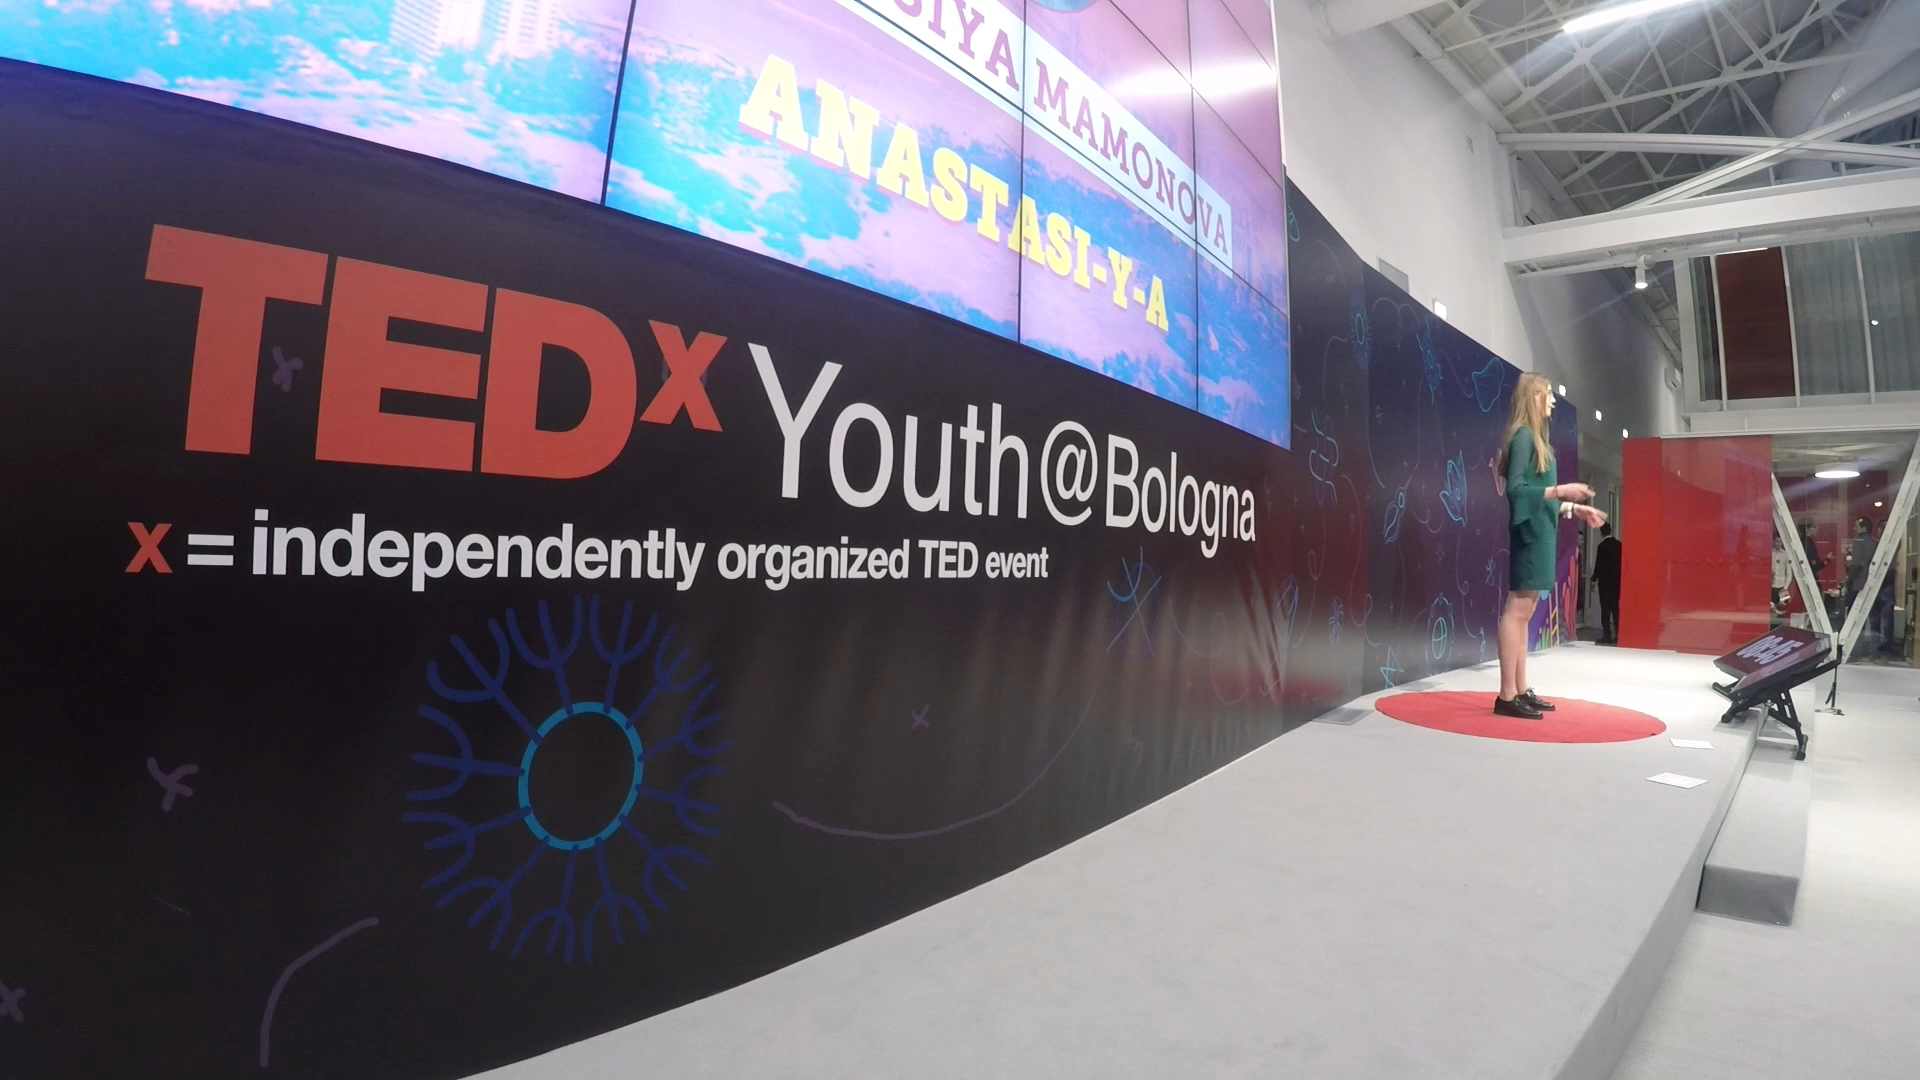 SIYA MAMONOVA
ANASTASI-Y-A
TEDx Youth@Bologna
x = independently organized TED event